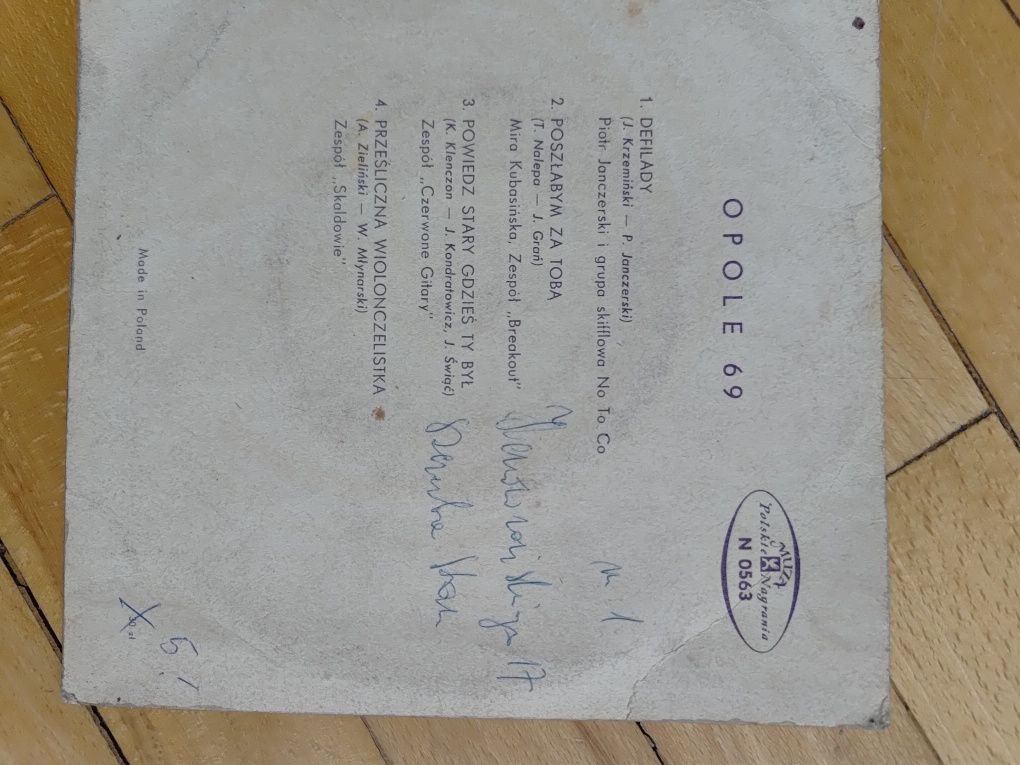 OPOLE 69
MUZA
Polskie Nagrania
N 0563
1. DEFILADY
(J. Krzemiński — P. Janczerski)
Piotr Janczerski i grupa skifflowa No To Co
2. POSZŁABYM ZA TOBĄ
(T. Nalepa — J. Grań)
Mira Kubasińska, Zespół „Breakout"
3. POWIEDZ STARY GDZIEŚ TY BYŁ
(K. Klenczon — J. Kondratowicz, J. Świąć)
Zespół „Czerwone Gitary"
4. PRZEŚLICZNA WIOLONCZELISTKA
(A. Zieliński — W. Młynarski)
Zespół „Skaldowie"
Made in Poland